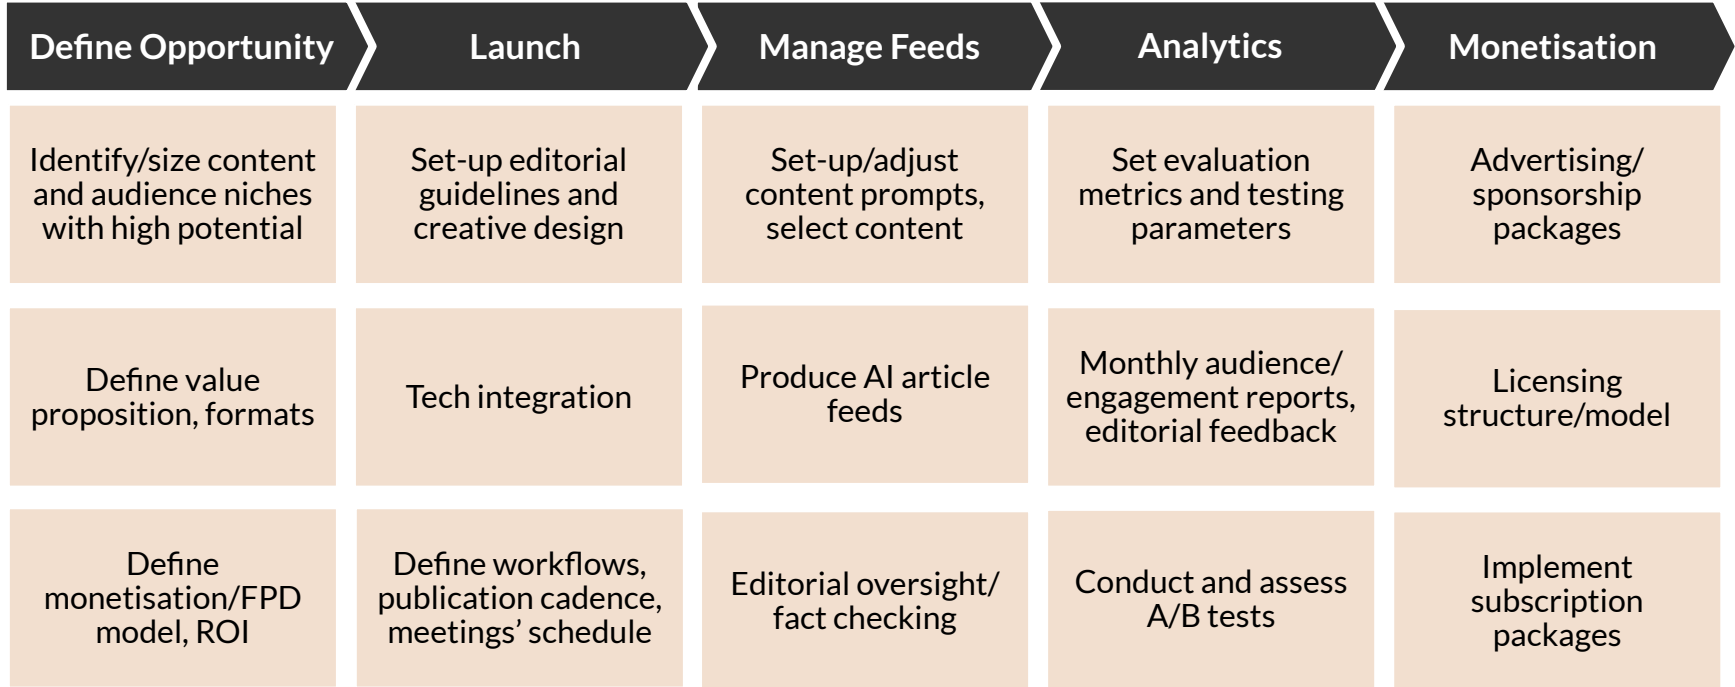 Define Opportunity
Launch
Manage Feeds
Analytics
Monetisation
Identify/size content
and audience niches
with high potential
Set-up editorial
guidelines and
creative design
Set-up/adjust
content prompts,
select content
Set evaluation
metrics and testing
parameters
Advertising/
sponsorship
packages
Define value
proposition, formats
Tech integration
Produce AI article
feeds
Monthly audience/
engagement reports,
editorial feedback
Licensing
structure/model
Define
monetisation/FPD
model, ROI
Define workflows,
publication cadence,
meetings’ schedule
Editorial oversight/
fact checking
Conduct and assess
A/B tests
Implement
subscription
packages